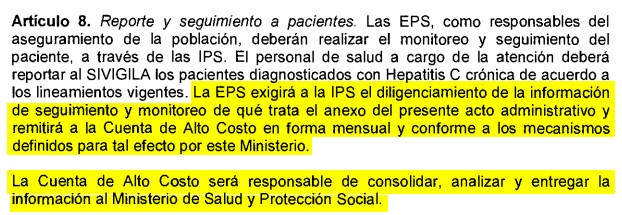 Artículo 8. Reporte y seguimiento a pacientes. Las EPS, como responsables del
aseguramiento de la población, deberán realizar el monitoreo y seguimiento del
paciente, a través de las IPS. El personal de salud a cargo de la atención deberá
reportar al SIVIGILA los pacientes diagnosticados con Hepatitis C crónica de acuerdo a
los lineamientos vigentes. La EPS exigirá a la IPS el diligenciamiento de la información
de seguimiento y monitoreo de qué trata el anexo del presente acto administrativo y
remitirá a la Cuenta de Alto Costo en forma mensual y conforme a los mecanismos
definidos para tal efecto por este Ministerio.
La Cuenta de Alto Costo será responsable de consolidar, analizar y entregar la
información al Ministerio de Salud y Protección Social.